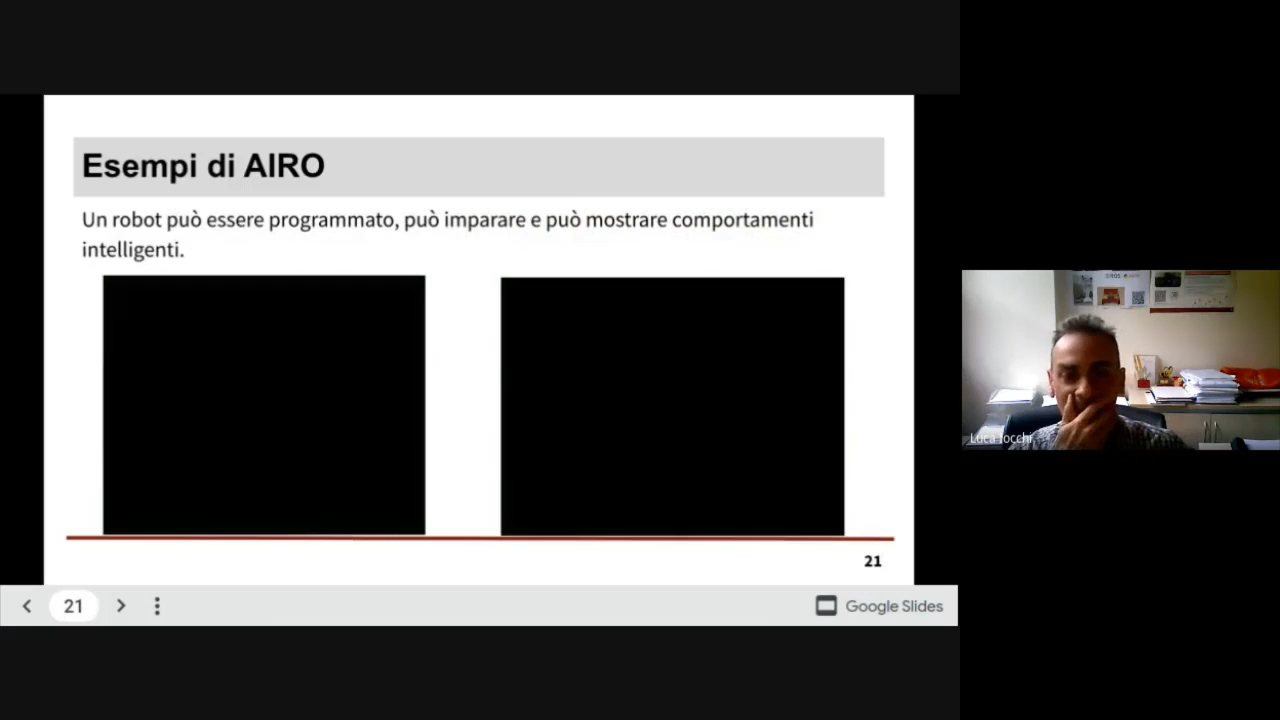 Esempi di AIRO
Un robot può essere programmato, può imparare e può mostrare comportamenti
intelligenti.
21
21
Google Slides
Luca Iocchi